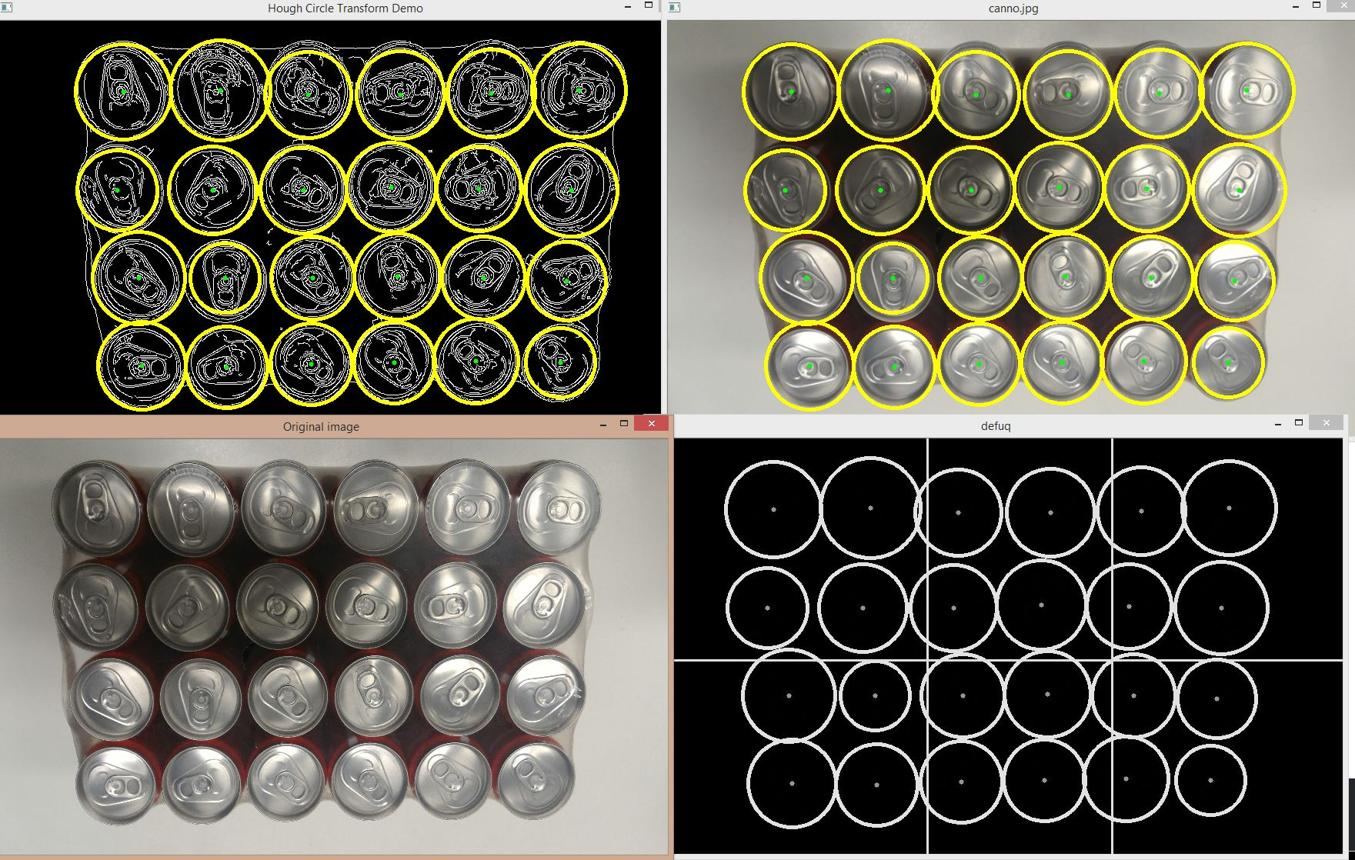 Hough Circle Transform Demo
canno.jpg
Original image
defuq